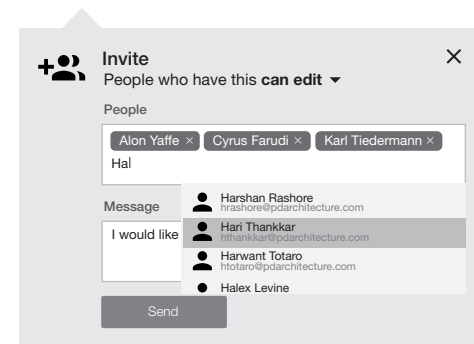 Invite
People who have this can edit
People
Alon Yaffe × Cyrus Farudi × Karl Tiedermann ×
Hal
Harshan Rashore
hrashore@pdarchitecture.com
Message
Hari Thankkar
hthankkar@pdarchitecture.com
I would like
Harwant Totaro
htotaro@pdarchitecture.com
Halex Levine
Send